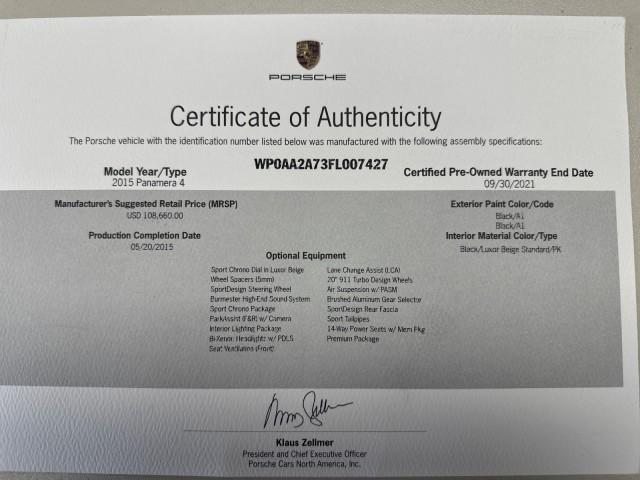 PORSCHE
Certificate of Authenticity
The Porsche vehicle with the identification number listed below was manufactured with the following assembly specifications:
WP0AA2A73FL007427
Model Year/Type
2015 Panamera 4
Certified Pre-Owned Warranty End Date
09/30/2021
Manufacturer's Suggested Retail Price (MRSP)
USD 108,660.00
Exterior Paint Color/Code
Black/A1
Black/A1
Production Completion Date
05/20/2015
Interior Material Color/Type
Black/Luxor Beige Standard/PK
Optional Equipment
Sport Chrono Dial in Luxor Beige
Wheel Spacers (5mm)
SportDesign Steering Wheel
Burmester High-End Sound System
Sport Chrono Package
ParkAssist (F&R) w/ Camera
Interior Lighting Package
Bi-Xenon Headlights w/ PDLS
Seat Ventilation (Front)
Lane Change Assist (LCA)
20" 911 Turbo Design Wheels
Air Suspension w/ PASM
Brushed Aluminum Gear Selector
SportDesign Rear Fascia
Sport Tailpipes
14-Way Power Seats w/ Mem Pkg
Premium Package
Klaus Zellmer
President and Chief Executive Officer
Porsche Cars North America, Inc.